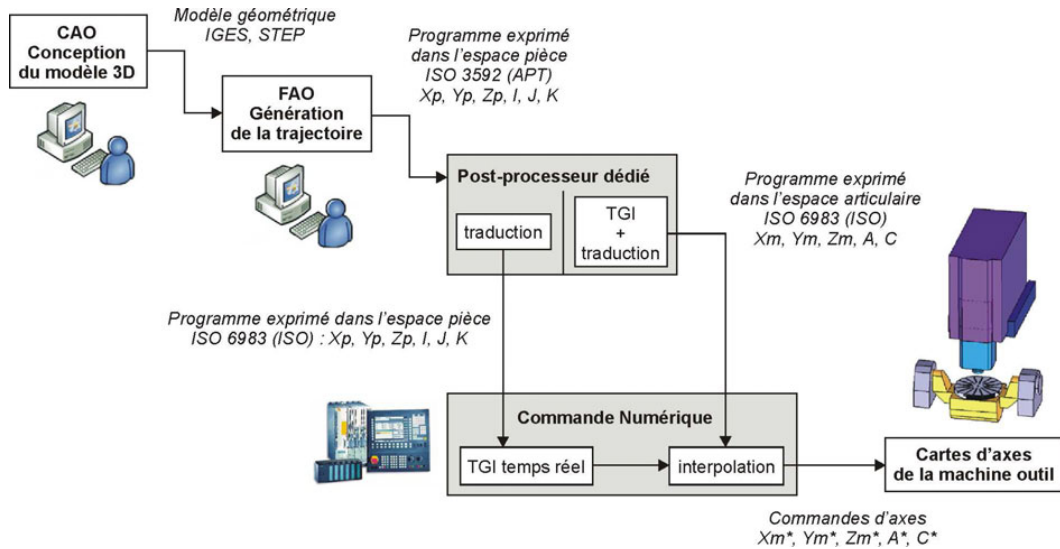 CAO
Conception
du modèle 3D
Modèle géométrique
IGES, STEP
FAO
Génération
de la trajectoire
Programme exprimé
dans l'espace pièce
ISO 3592 (APT)
Xp, Yp, Zp, I, J, K
Post-processeur dédié
traduction
TGI
+
traduction
Programme exprimé
dans l'espace articulaire
ISO 6983 (ISO)
Xm, Ym, Zm, A, C
Programme exprimé dans l'espace pièce
ISO 6983 (ISO) : Xp, Yp, Zp, I, J, K
Commande Numérique
TGI temps réel
interpolation
Cartes d'axes
de la machine outil
Commandes d'axes
Xm*, Ym*, Zm*, A*, C*